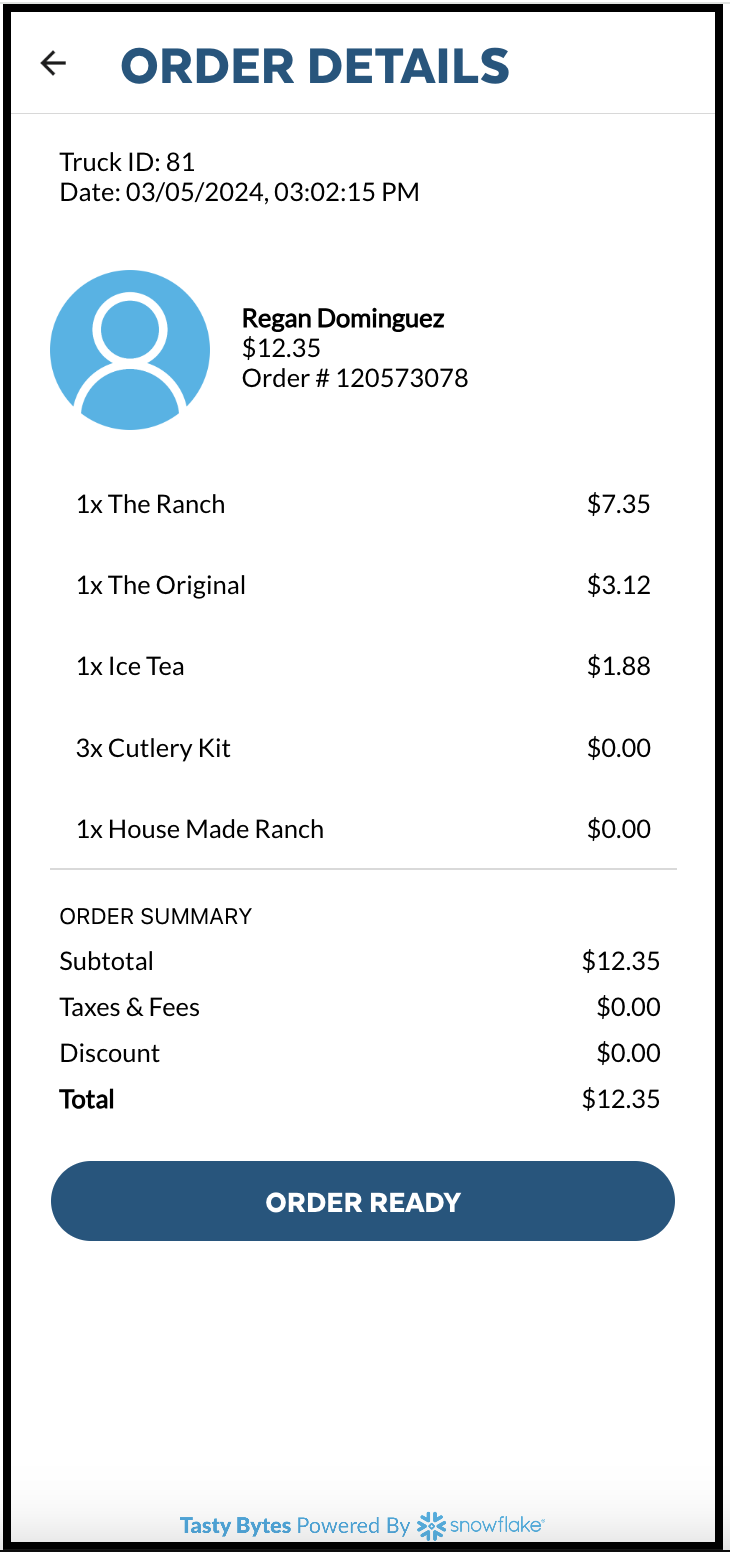 ORDER DETAILS
Truck ID: 81
Date: 03/05/2024, 03:02:15 PM
Regan Dominguez
$12.35
Order # 120573078
1x The Ranch $7.35
1x The Original $3.12
1x Ice Tea $1.88
3x Cutlery Kit $0.00
1x House Made Ranch $0.00
ORDER SUMMARY
Subtotal $12.35
Taxes & Fees $0.00
Discount $0.00
Total $12.35
ORDER READY
Tasty Bytes Powered By snowflake